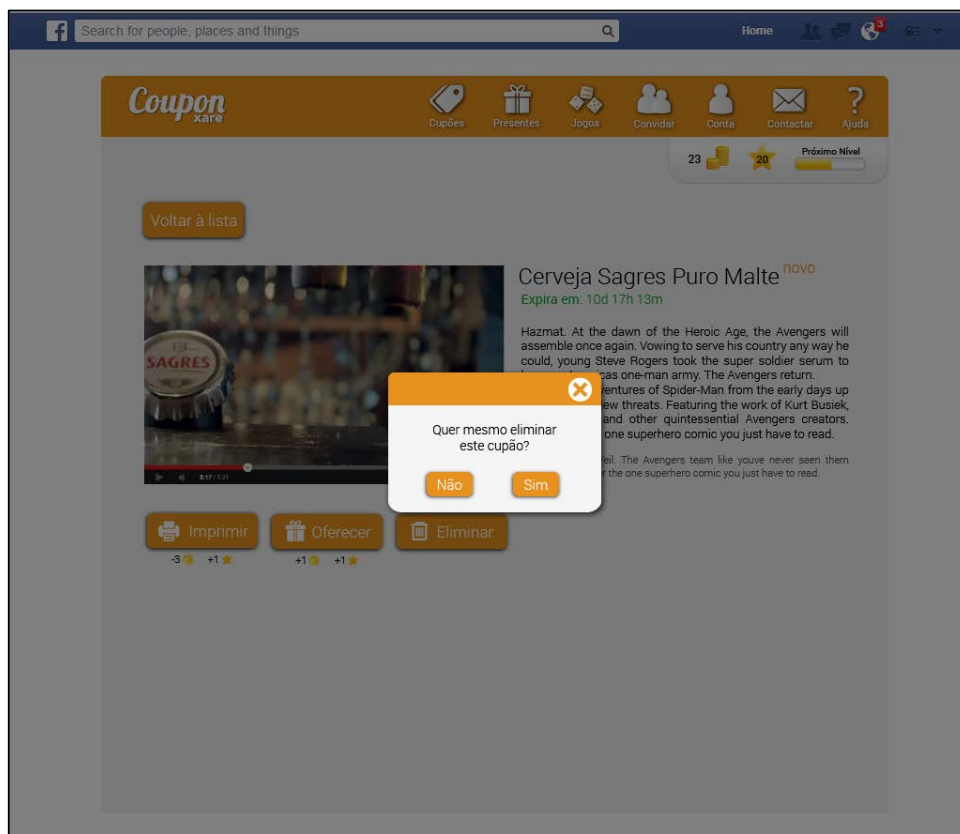 Search for people, places and things
Home
3
Coupon
xare
Cupões
Presentes
Jogos
Convidar
Conta
Contactar
Ajuda
23
20
Próximo Nível
Voltar à lista
SAGRES
0:17
Cerveja Sagres Puro Malte novo
Expira em: 10d 17h 13m
Hazmat. At the dawn of the Heroic Age, the Avengers will
assemble once again. Vowing to serve his country any way he
could, young Steve Rogers took the super soldier serum to
one-man army. The Avengers return.
of Spider-Man from the early days up
threats. Featuring the work of Kurt Busiek,
and other quintessential Avengers creators.
one superhero comic you just have to read.
The Avengers team like youve never seen them
the one superhero comic you just have to read.
Quer mesmo eliminar
este cupão?
Não
Sim
Imprimir
Oferecer
Eliminar
-3 +1
+1 +1